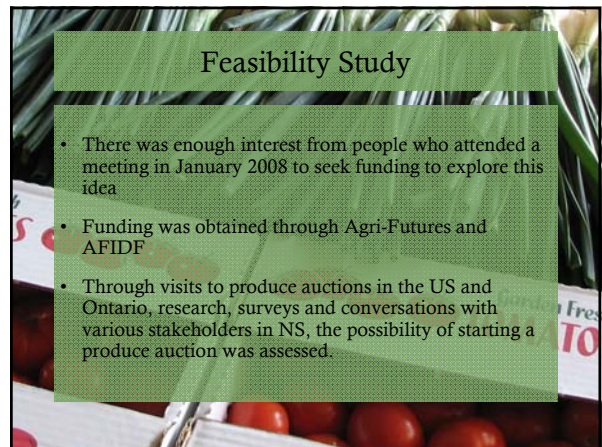 Feasibility Study
• There was enough interest from people who attended a
meeting in January 2008 to seek funding to explore this
idea
• Funding was obtained through Agri-Futures and
AFIDF
• Through visits to produce auctions in the US and
Ontario, research, surveys and conversations with
various stakeholders in NS, the possibility of starting a
produce auction was assessed.
Garden Fres